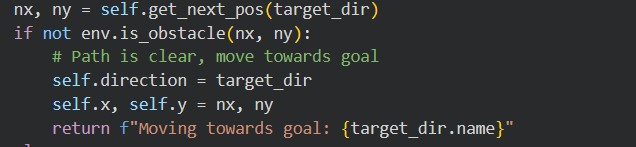 nx, ny = self.get_next_pos(target_dir)
if not env.is_obstacle(nx, ny):
    # Path is clear, move towards goal
    self.direction = target_dir
    self.x, self.y = nx, ny
    return f"Moving towards goal: {target_dir.name}"